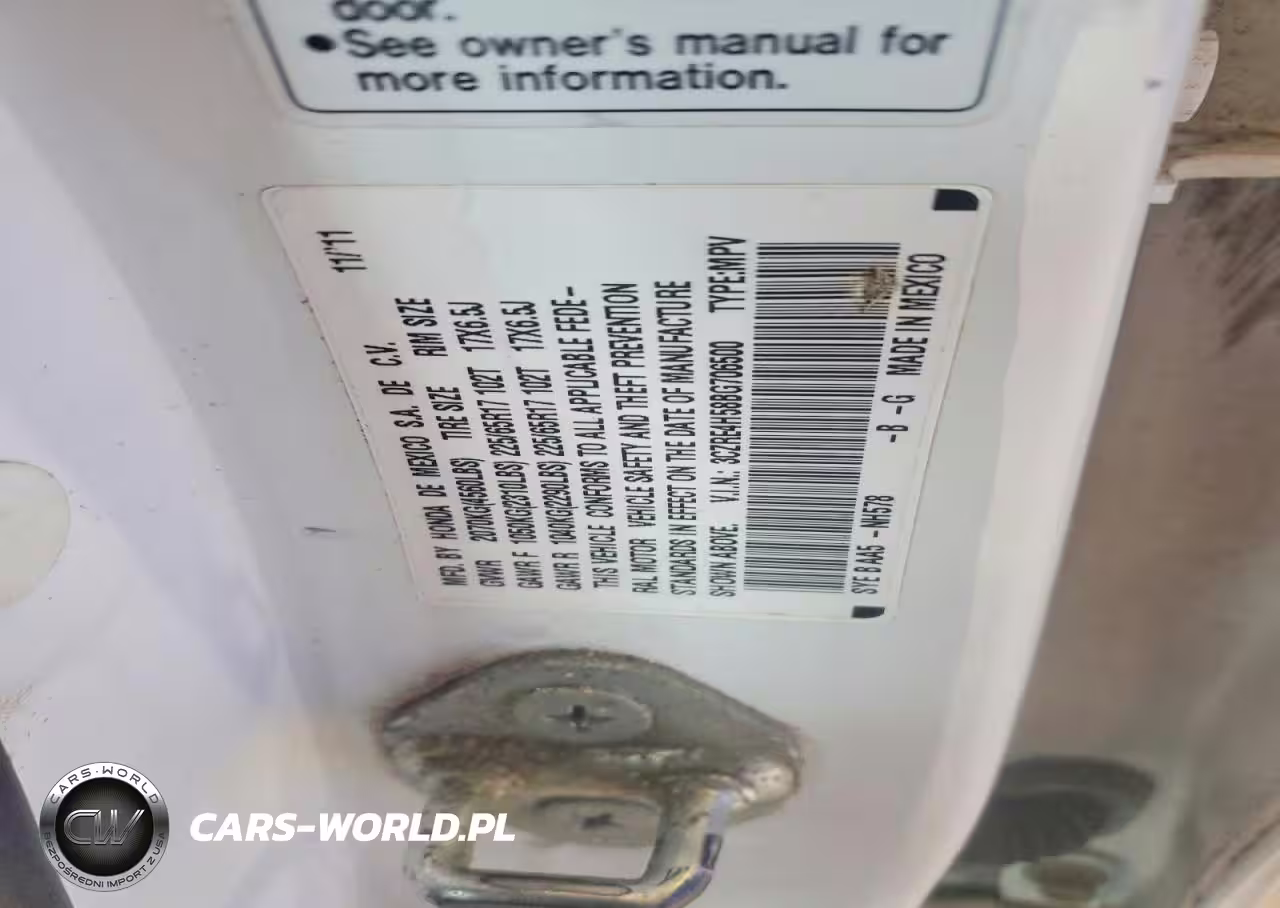 door.
•See owner's manual for
more information.
11/'11
MFD. BY HONDA DE MEXICO S.A. DE C.V.
GVWR 2070KG(4560LBS) TIRE SIZE RIM SIZE
GAWR F 1050KG(2310LBS) 225/65R17 102T 17X6.5J
GAWR R 1040KG(2290LBS) 225/65R17 102T 17X6.5J
THIS VEHICLE CONFORMS TO ALL APPLICABLE FEDE-
RAL MOTOR VEHICLE SAFETY AND THEFT PREVENTION
STANDARDS IN EFFECT ON THE DATE OF MANUFACTURE
SHOWN ABOVE. V.I.N.: 3CZRE4H58BG706500 TYPE:MPV
SYE B AA5 - NH578 -B -G MADE IN MEXICO
CARS-WORLD
CW
BEZPOŚREDNI IMPORT Z USA
CARS-WORLD.PL